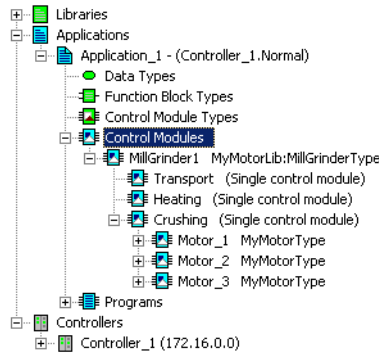 Libraries
Applications
Application_1 - (Controller_1.Normal)
Data Types
Function Block Types
Control Module Types
Control Modules
MillGrinder1 MyMotorLib:MillGrinderType
Transport (Single control module)
Heating (Single control module)
Crushing (Single control module)
Motor_1 MyMotorType
Motor_2 MyMotorType
Motor_3 MyMotorType
Programs
Controllers
Controller_1 (172.16.0.0)